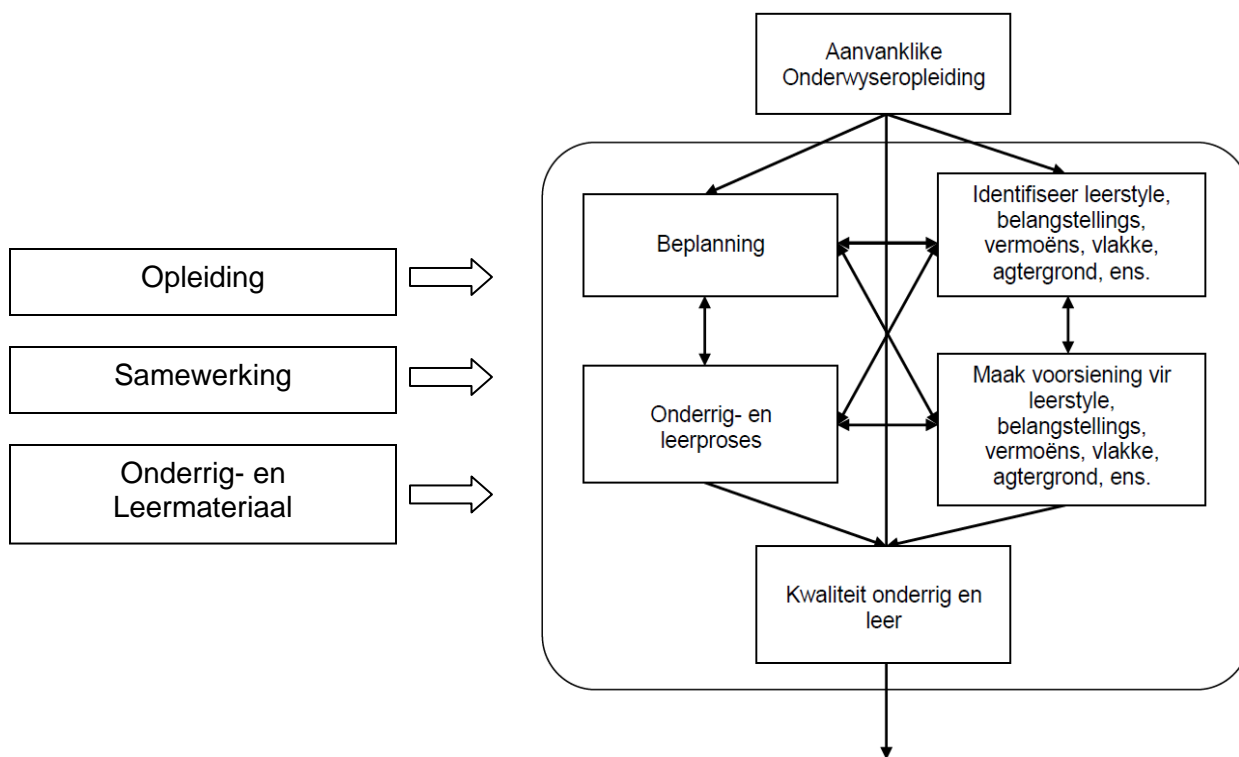 Aanvanklike
Onderwyseropleiding
Beplanning
Identifiseer leerstyle,
belangstellings,
vermoëns, vlakke,
agtergrond, ens.
Opleiding
Samewerking
Onderrig- en
Leermateriaal
Onderrig- en
leerproses
Maak voorsiening vir
leerstyle,
belangstellings,
vermoëns, vlakke,
agtergrond, ens.
Kwaliteit onderrig en
leer